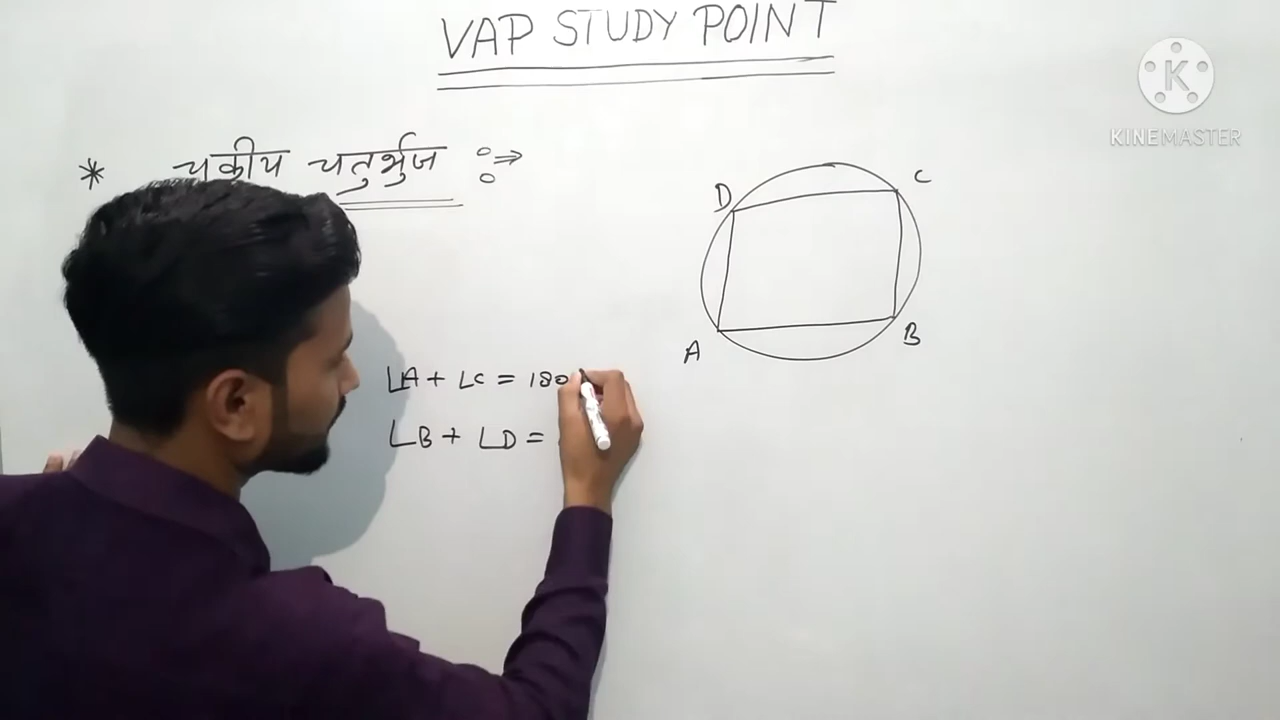 VAP STUDY POINT
K
KINEMASTER
* चक्रीय चतुर्भुज :⇒
D
C
A
B
∠A + ∠C = 180
∠B + ∠D =